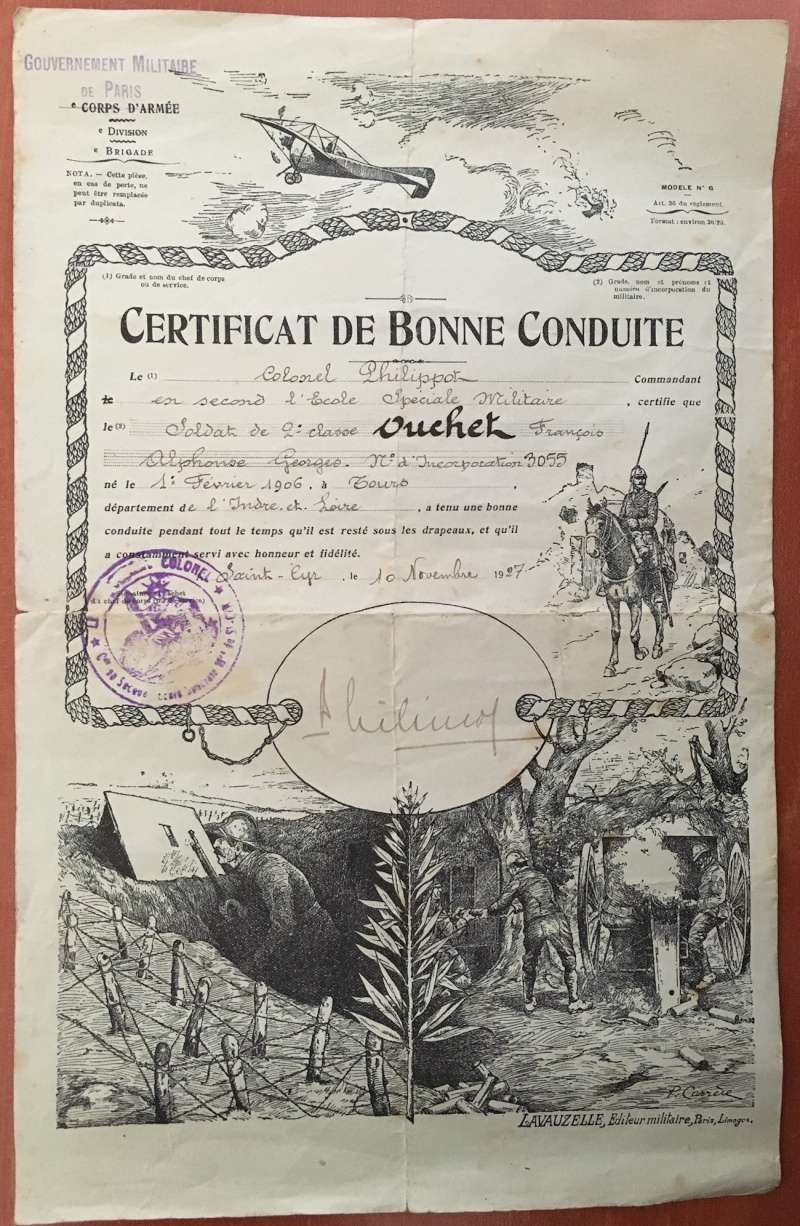 GOUVERNEMENT MILITAIRE
DE PARIS
e CORPS D'ARMÉE
e DIVISION
e BRIGADE
NOTA. — Cette pièce,
en cas de perte, ne
peut être remplacée
par duplicata.
MODÈLE N° 6
Art. 36 du règlement.
Format : environ
(1) Grade et nom du chef de corps
ou de service.
(2) Grade, nom et prénoms et
numéro d'incorporation du
militaire.
CERTIFICAT DE BONNE CONDUITE
Le (1) Colonel Philippot Commandant
le en second l'Ecole Spéciale Militaire, certifie que
le (2) Soldat de 2e classe Ouchet François
Alphonse Georges. N° d'Incorporation 3055
né le 1er Février 1906, à Tours,
département de l'Indre et Loire, a tenu une bonne
conduite pendant tout le temps qu'il est resté sous les drapeaux, et qu'il
a constamment servi avec honneur et fidélité.
Saint-Cyr, le 10 Novembre 1927
COLONEL
P. Carrère
LAVAUZELLE, Editeur militaire, Paris, Limoges.